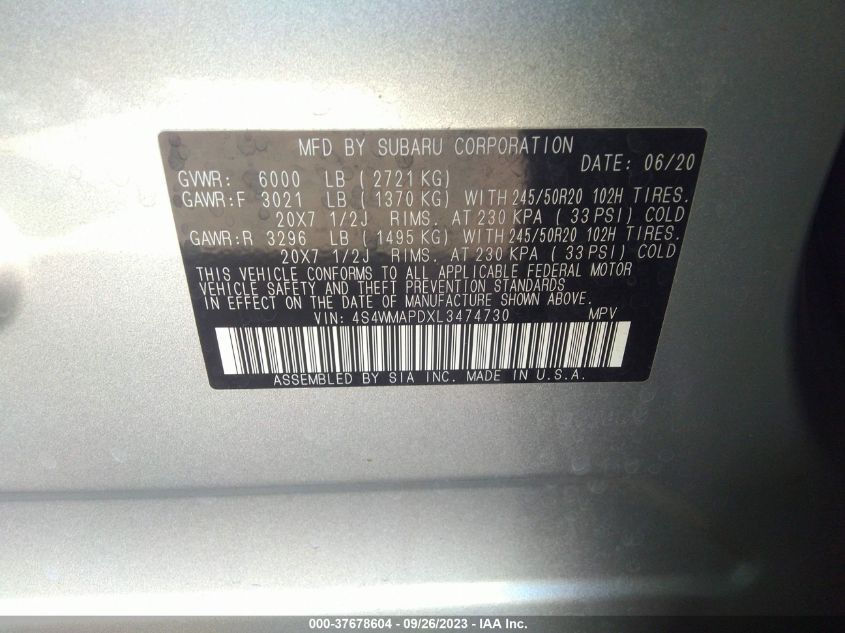 MFD BY SUBARU CORPORATION
DATE: 06/20
GVWR: 6000 LB (2721 KG)
GAWR:F 3021 LB (1370 KG) WITH 245/50R20 102H TIRES.
20X7 1/2J RIMS. AT 230 KPA (33 PSI) COLD
GAWR:R 3296 LB (1495 KG) WITH 245/50R20 102H TIRES.
20X7 1/2J RIMS. AT 230 KPA (33 PSI) COLD
THIS VEHICLE CONFORMS TO ALL APPLICABLE FEDERAL MOTOR
VEHICLE SAFETY AND THEFT PREVENTION STANDARDS
IN EFFECT ON THE DATE OF MANUFACTURE SHOWN ABOVE.
VIN: 4S4WMAPDXL3474730 MPV
ASSEMBLED BY SIA INC. MADE IN U.S.A.
000-37678604 - 09/26/2023 - IAA Inc.